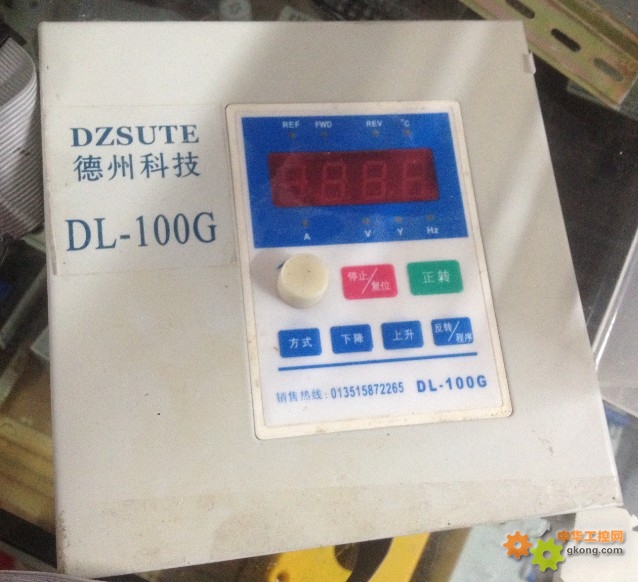 DZSUTE
德州科技
DL-100G
REF FWD REV °C
A V Y Hz
停止/复位
正转
方式 下降 上升 反转/程序
销售热线: 013515872265 DL-100G
中华工控网
gkong.com